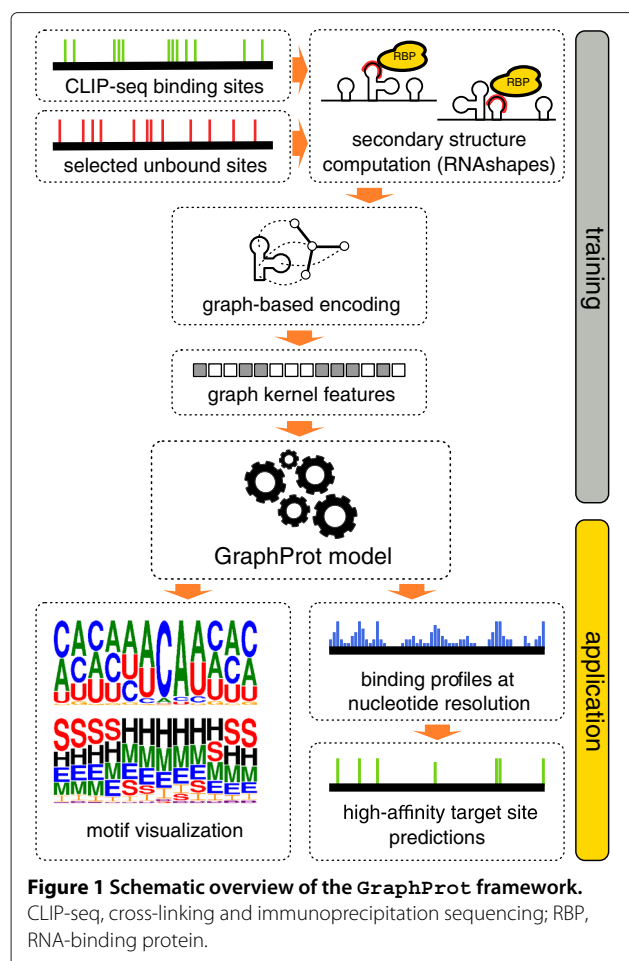 CLIP-seq binding sites
selected unbound sites
RBP
RBP
secondary structure
computation (RNAshapes)
graph-based encoding
graph kernel features
GraphProt model
training
motif visualization
binding profiles at
nucleotide resolution
high-affinity target site
predictions
application
Figure 1 Schematic overview of the GraphProt framework.
CLIP-seq, cross-linking and immunoprecipitation sequencing; RBP,
RNA-binding protein.